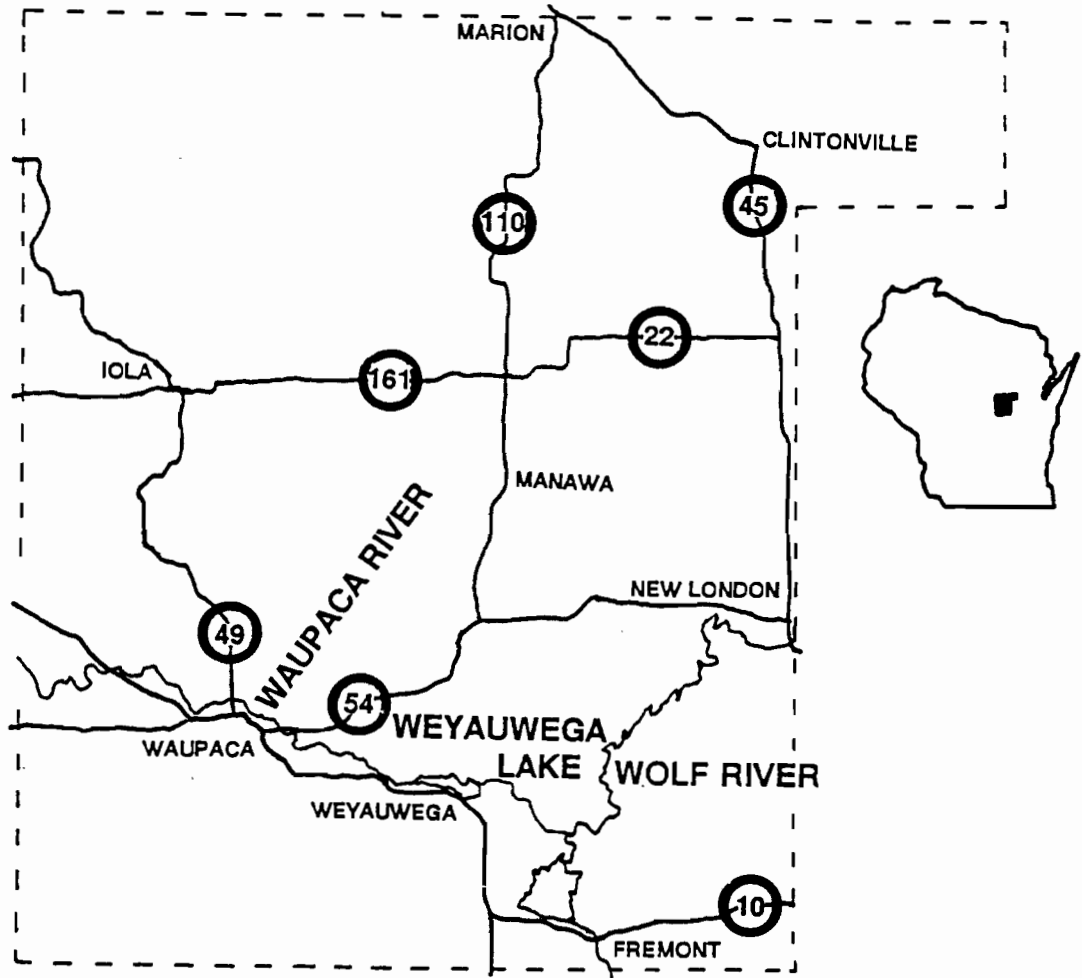 MARION
CLINTONVILLE
45
110
22
IOLA
161
MANAWA
WAUPACA RIVER
NEW LONDON
49
54
WEYAUWEGA
LAKE
WOLF RIVER
WAUPACA
WEYAUWEGA
10
FREMONT